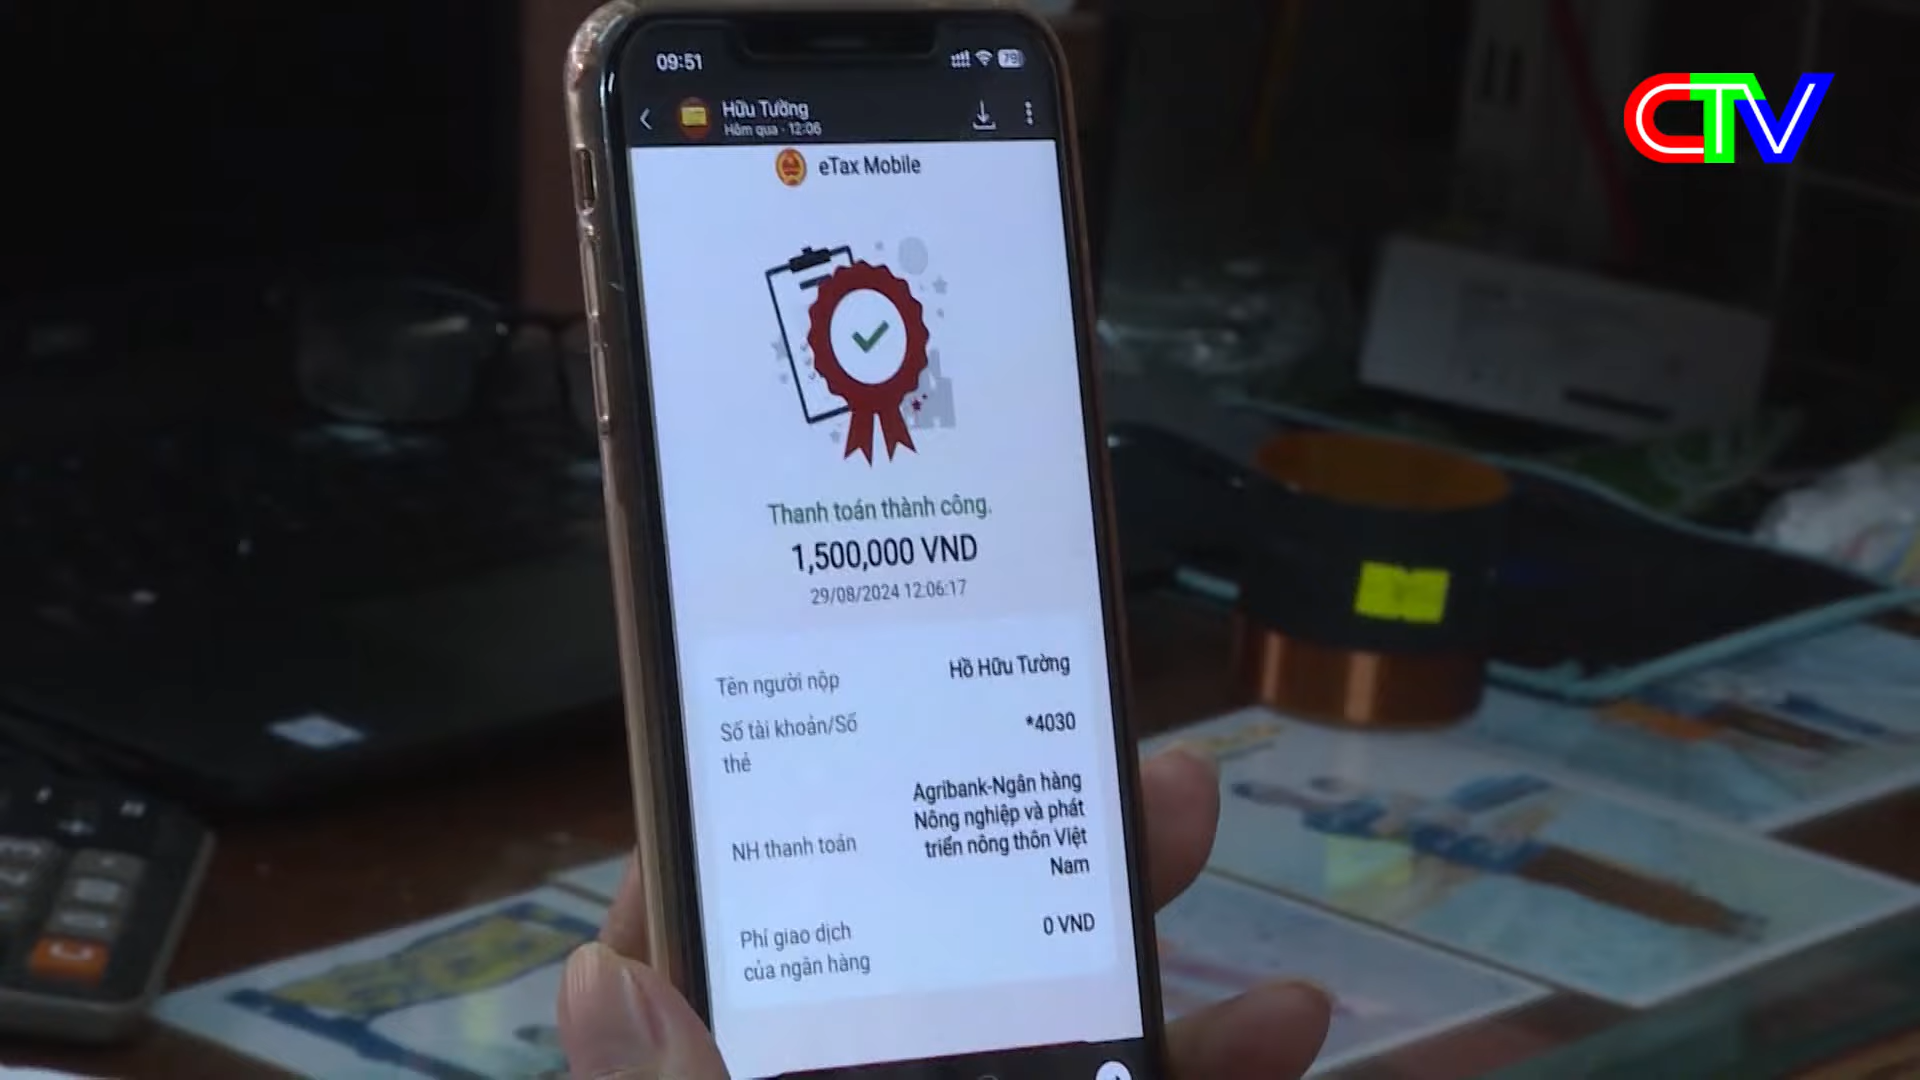 CTV
09:51
79
Hữu Tường
Hôm qua - 12:06
eTax Mobile
Thanh toán thành công.
1,500,000 VND
29/08/2024 12:06:17
Tên người nộp
Hồ Hữu Tường
Số tài khoản/Số
thẻ
*4030
NH thanh toán
Agribank-Ngân hàng
Nông nghiệp và phát
triển nông thôn Việt
Nam
Phí giao dịch
của ngân hàng
0 VND